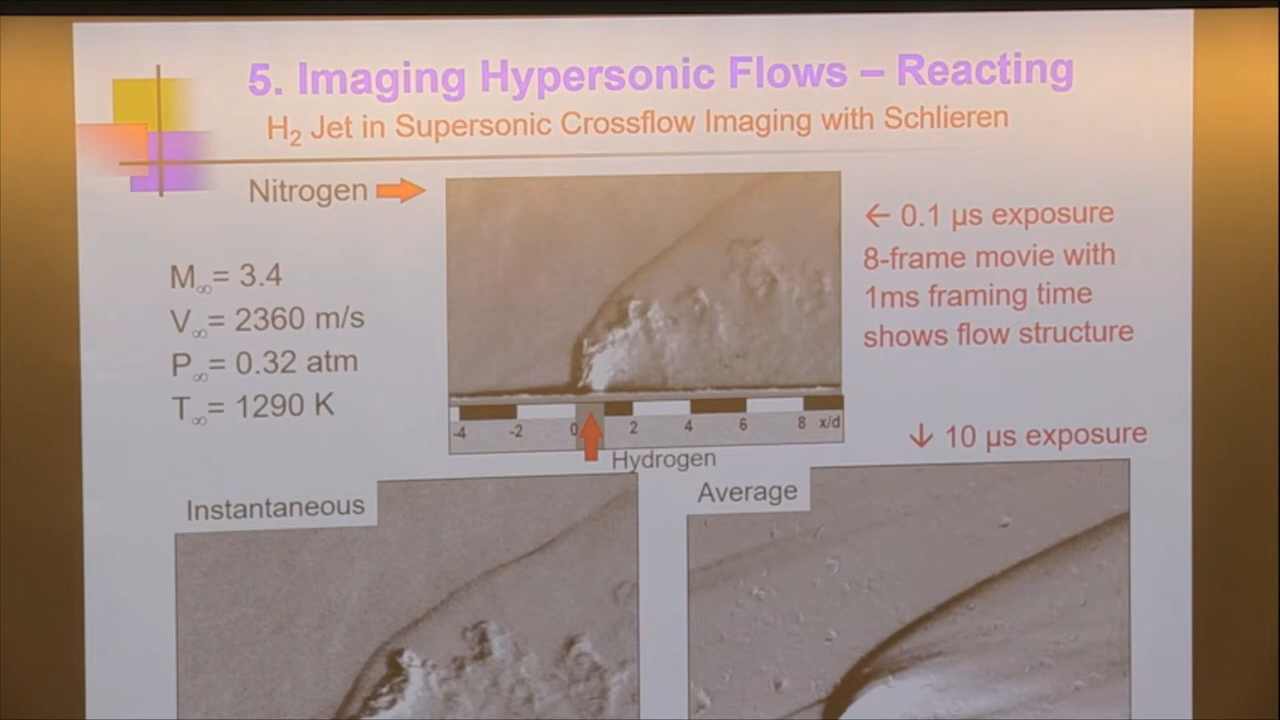 5. Imaging Hypersonic Flows – Reacting
H₂ Jet in Supersonic Crossflow Imaging with Schlieren
Nitrogen
M∞= 3.4
V∞= 2360 m/s
P∞= 0.32 atm
T∞= 1290 K
← 0.1 µs exposure
8-frame movie with
1ms framing time
shows flow structure
-4 -2 0 2 4 6 8 x/d
Hydrogen
↓ 10 µs exposure
Instantaneous
Average